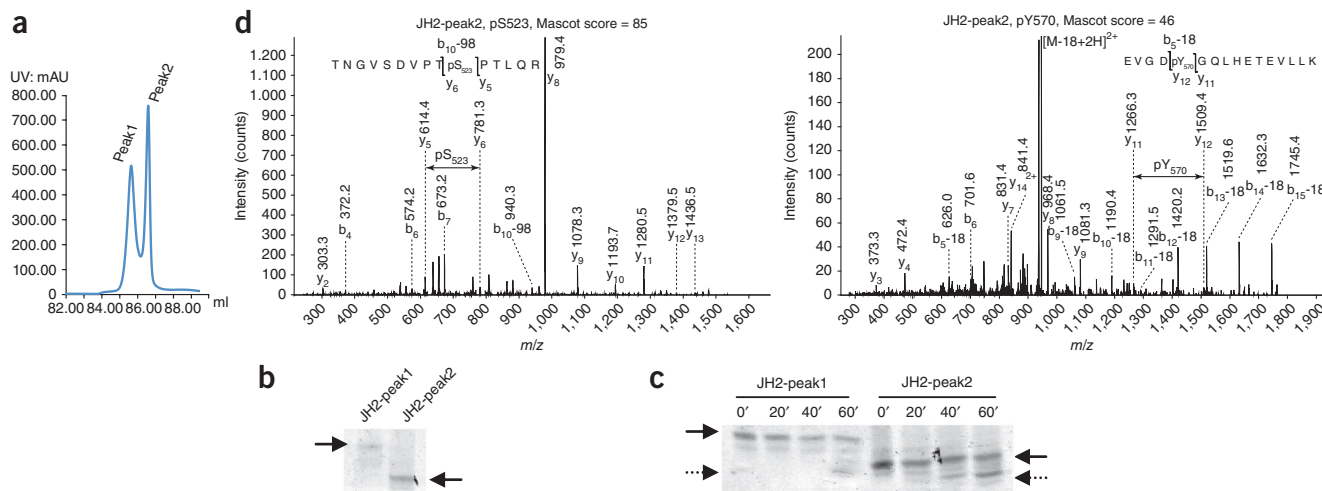 a
UV: mAU
800.00
700.00
600.00
500.00
400.00
300.00
200.00
100.00
0.00
82.00 84.00 86.00 88.00
ml
Peak1
Peak2
d
JH2-peak2, pS523, Mascot score = 85
b10-98
T N G V S D V P T pS523 P T L Q R
y6 y5
Intensity (counts)
1.290
1.100
1.000
900
800
700
600
500
400
300
200
100
0
303.3 y2
372.2 b4
574.2 b6
y5 614.4
673.2 b7
781.3 y6
pS523
940.3 b10-98
979.4 y8
1078.3 y9
1193.7 y10
1280.5 y11
1379.5 y12
1436.5 y13
300 400 500 600 700 800 900 1,000 1,100 1,200 1,300 1,400 1,500 1,600
m/z
JH2-peak2, pY570, Mascot score = 46
[M-18+2H]2+
b5-18
E V G D pY570 G Q L H E T E V L L K
y12 y11
Intensity (counts)
200
180
160
140
120
100
80
60
40
20
0
373.3 y3
472.4 y4
626.0 b5-18
701.6 b6
831.4 y7
841.4 y14 2+
968.4 y8
1061.5 b9-18
1081.3 y9
1190.4 b10-18
y11 1266.3
1291.5 b11-18
1420.2 b12-18
pY570
1509.4 y12
1519.6 b13-18
1632.3 b14-18
1745.4 b15-18
300 400 500 600 700 800 900 1,000 1,100 1,200 1,300 1,400 1,500 1,600 1,700 1,800 1,900
m/z
b
JH2-peak1
JH2-peak2
c
JH2-peak1 JH2-peak2
0′ 20′ 40′ 60′ 0′ 20′ 40′ 60′